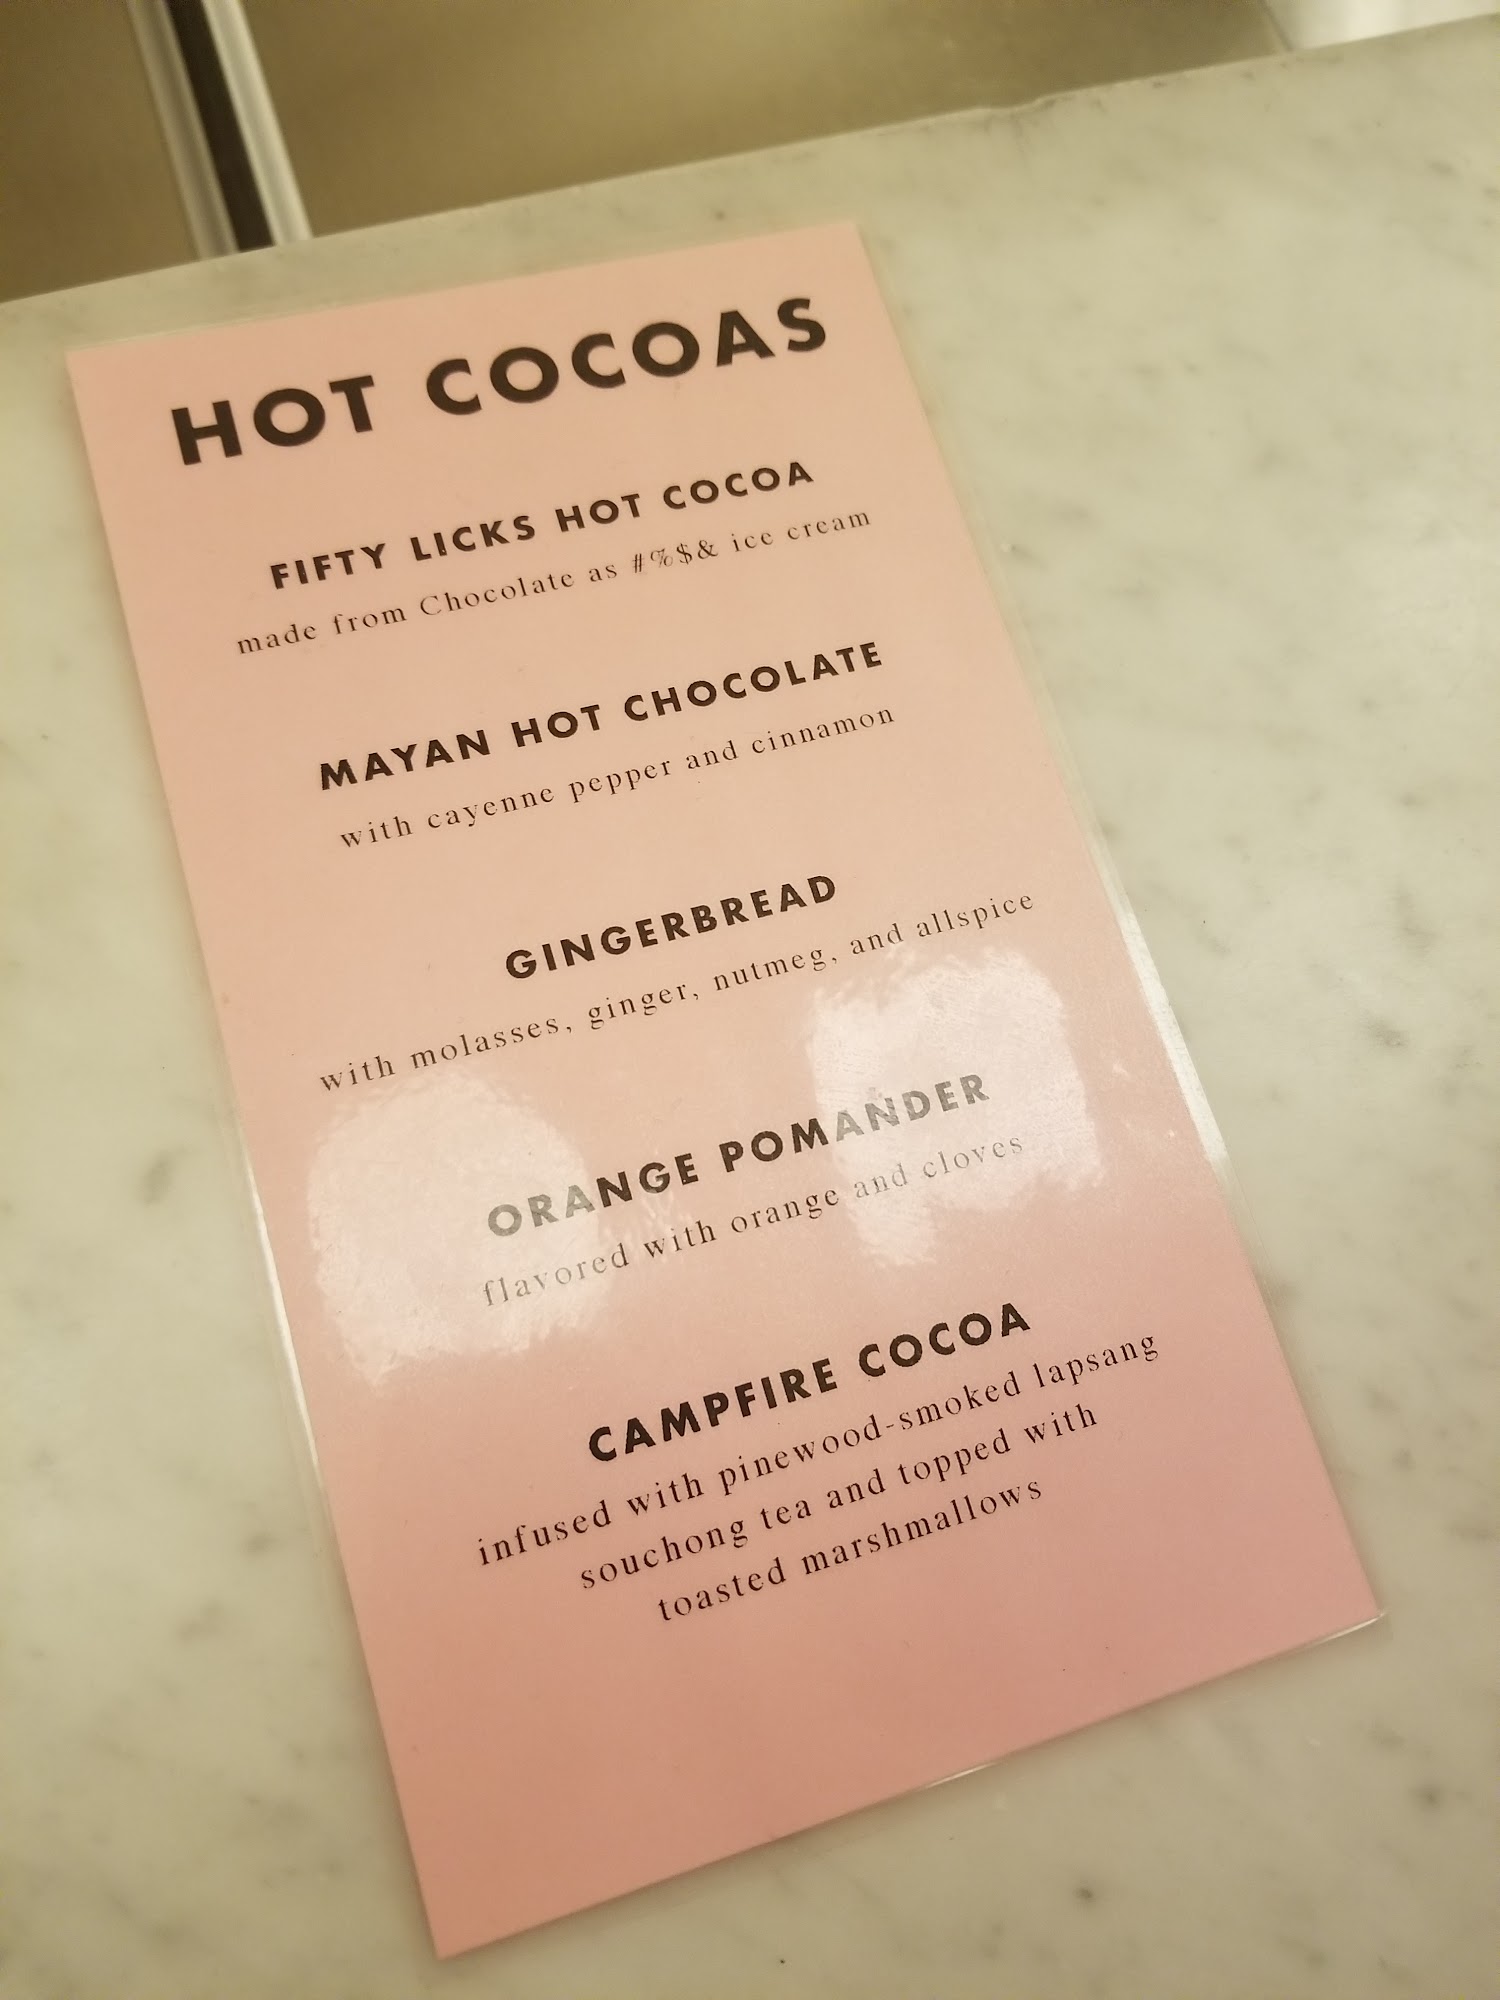 HOT COCOAS
FIFTY LICKS HOT COCOA
made from Chocolate as #%$& ice cream
MAYAN HOT CHOCOLATE
with cayenne pepper and cinnamon
GINGERBREAD
with molasses, ginger, nutmeg, and allspice
ORANGE POMANDER
flavored with orange and cloves
CAMPFIRE COCOA
infused with pinewood-smoked lapsang
souchong tea and topped with
toasted marshmallows